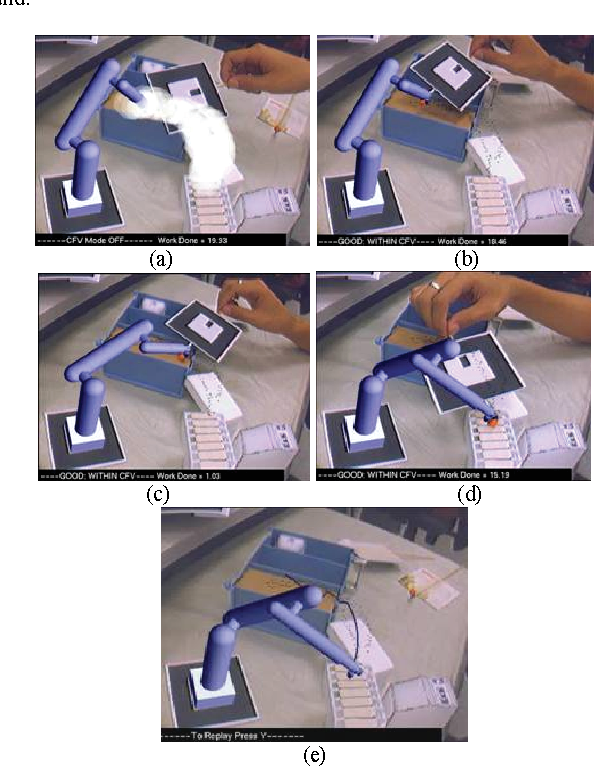 ------CFV Mode OFF------ Work Done = 19.93
----GOOD: WITHIN CFV---- Work Done = 18.46
(a)
(b)
----GOOD: WITHIN CFV---- Work Done = 1.03
----GOOD: WITHIN CFV---- Work Done = 15.19
(c)
(d)
------To Replay Press V-------
(e)